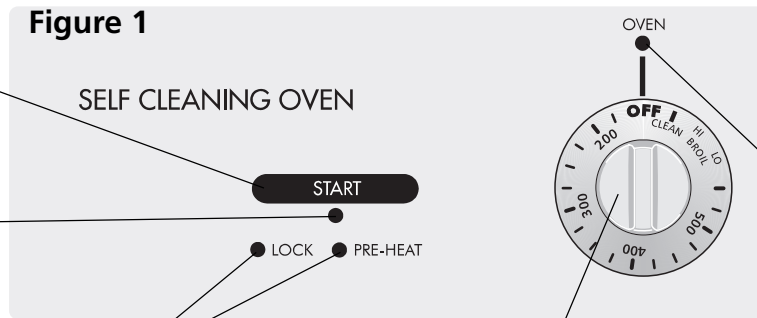 Figure 1
OVEN
SELF CLEANING OVEN
OFF
CLEAN
HI
BROIL
LO
200
300
400
500
START
LOCK
PRE-HEAT